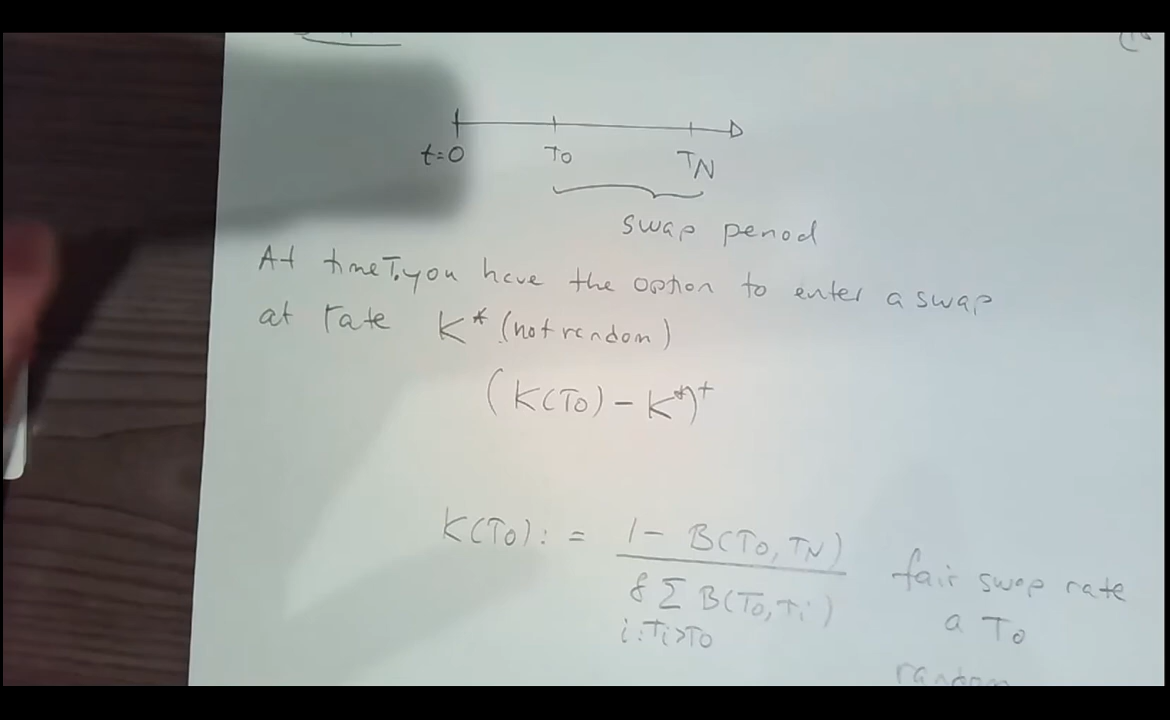 t=0 T0 TN
swap period
At time T0 you have the option to enter a swap
at rate K* (not random)
(K(T0) - K*)+
K(T0) := 1 - B(T0, TN)
δ Σ B(T0, Ti)
i: Ti>T0
fair swap rate
a T0
random